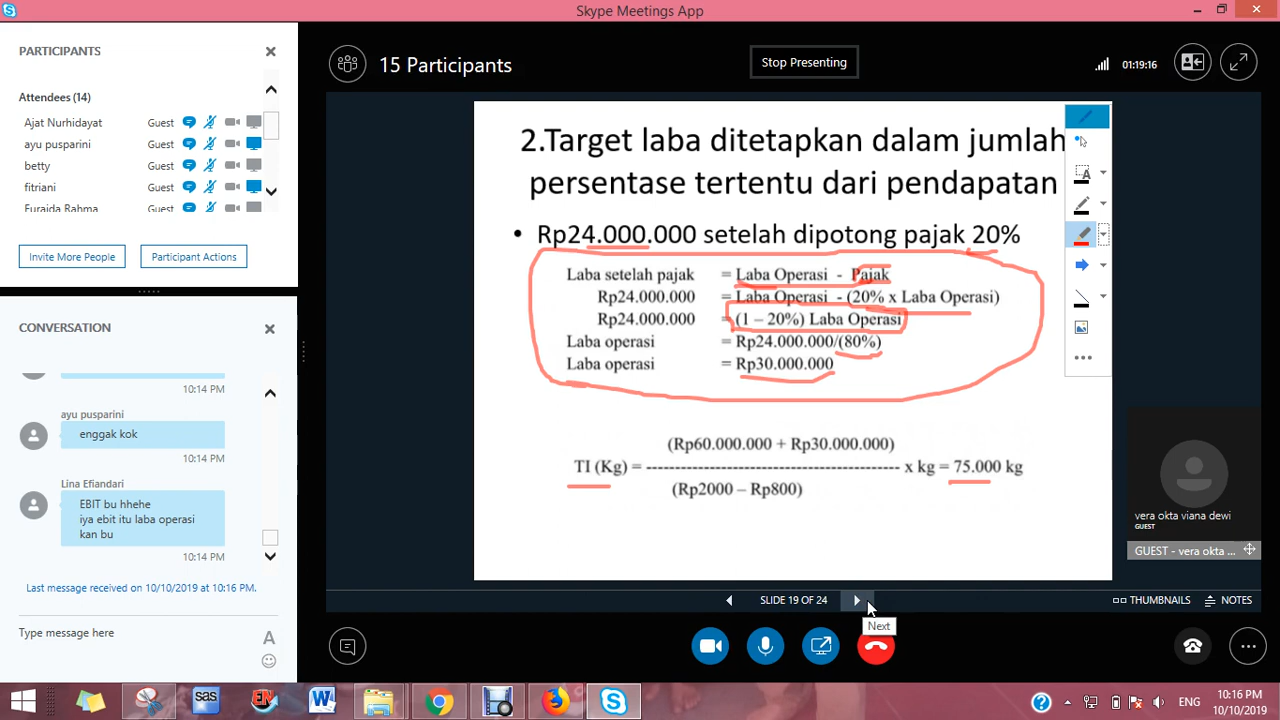 Skype Meetings App
PARTICIPANTS
Attendees (14)
Ajat Nurhidayat Guest
ayu pusparini Guest
betty Guest
fitriani Guest
Furaida Rahma Guest
Invite More People
Participant Actions
CONVERSATION
10:14 PM
ayu pusparini
enggak kok
10:14 PM
Lina Efiandari
EBIT bu hhehe
iya ebit itu laba operasi
kan bu
10:14 PM
Last message received on 10/10/2019 at 10:16 PM.
Type message here
A
15 Participants
Stop Presenting
01:19:16
2.Target laba ditetapkan dalam jumlah
persentase tertentu dari pendapatan
• Rp24.000.000 setelah dipotong pajak 20%
Laba setelah pajak = Laba Operasi - Pajak
Rp24.000.000 = Laba Operasi - (20% x Laba Operasi)
Rp24.000.000 = (1 – 20%) Laba Operasi
Laba operasi = Rp24.000.000/(80%)
Laba operasi = Rp30.000.000
(Rp60.000.000 + Rp30.000.000)
TI (Kg) = ------------------------------------------ x kg = 75.000 kg
(Rp2000 – Rp800)
A
vera okta viana dewi
GUEST
GUEST - vera okta ...
SLIDE 19 OF 24
Next
THUMBNAILS
NOTES
sas
EN
W
S
ENG
10:16 PM
10/10/2019